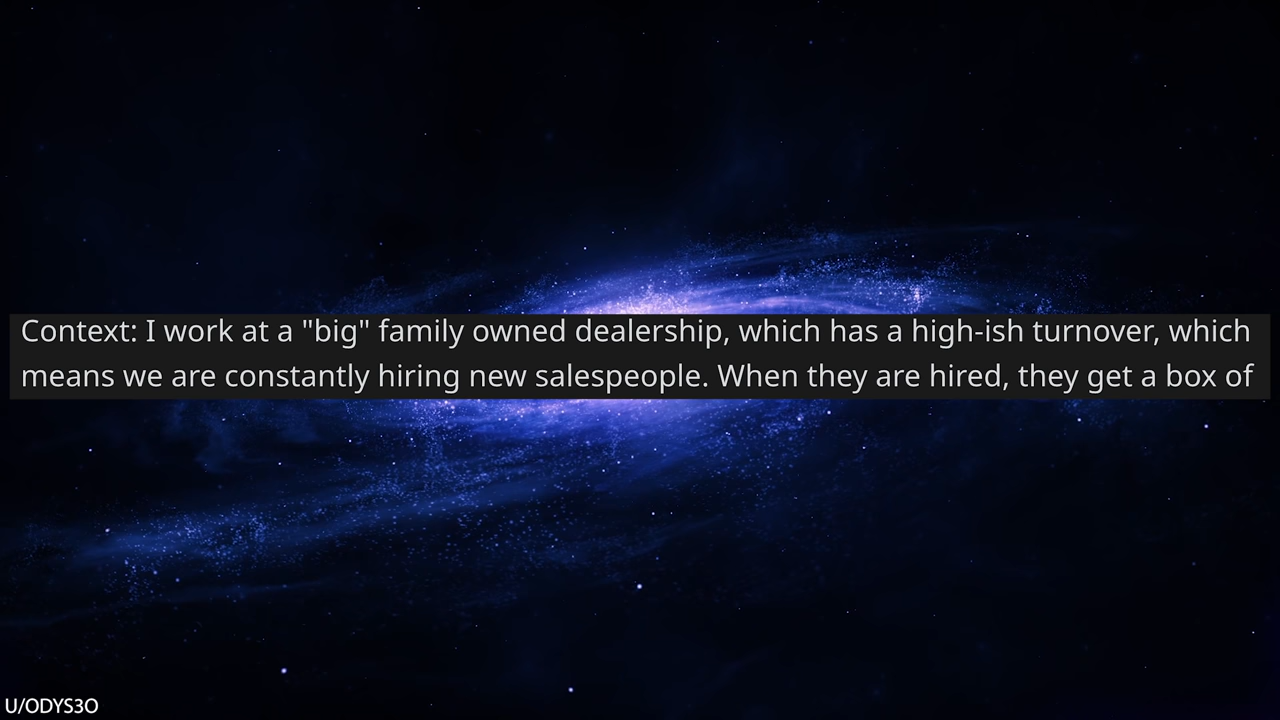 Context: I work at a "big" family owned dealership, which has a high-ish turnover, which
means we are constantly hiring new salespeople. When they are hired, they get a box of
U/ODYS3O